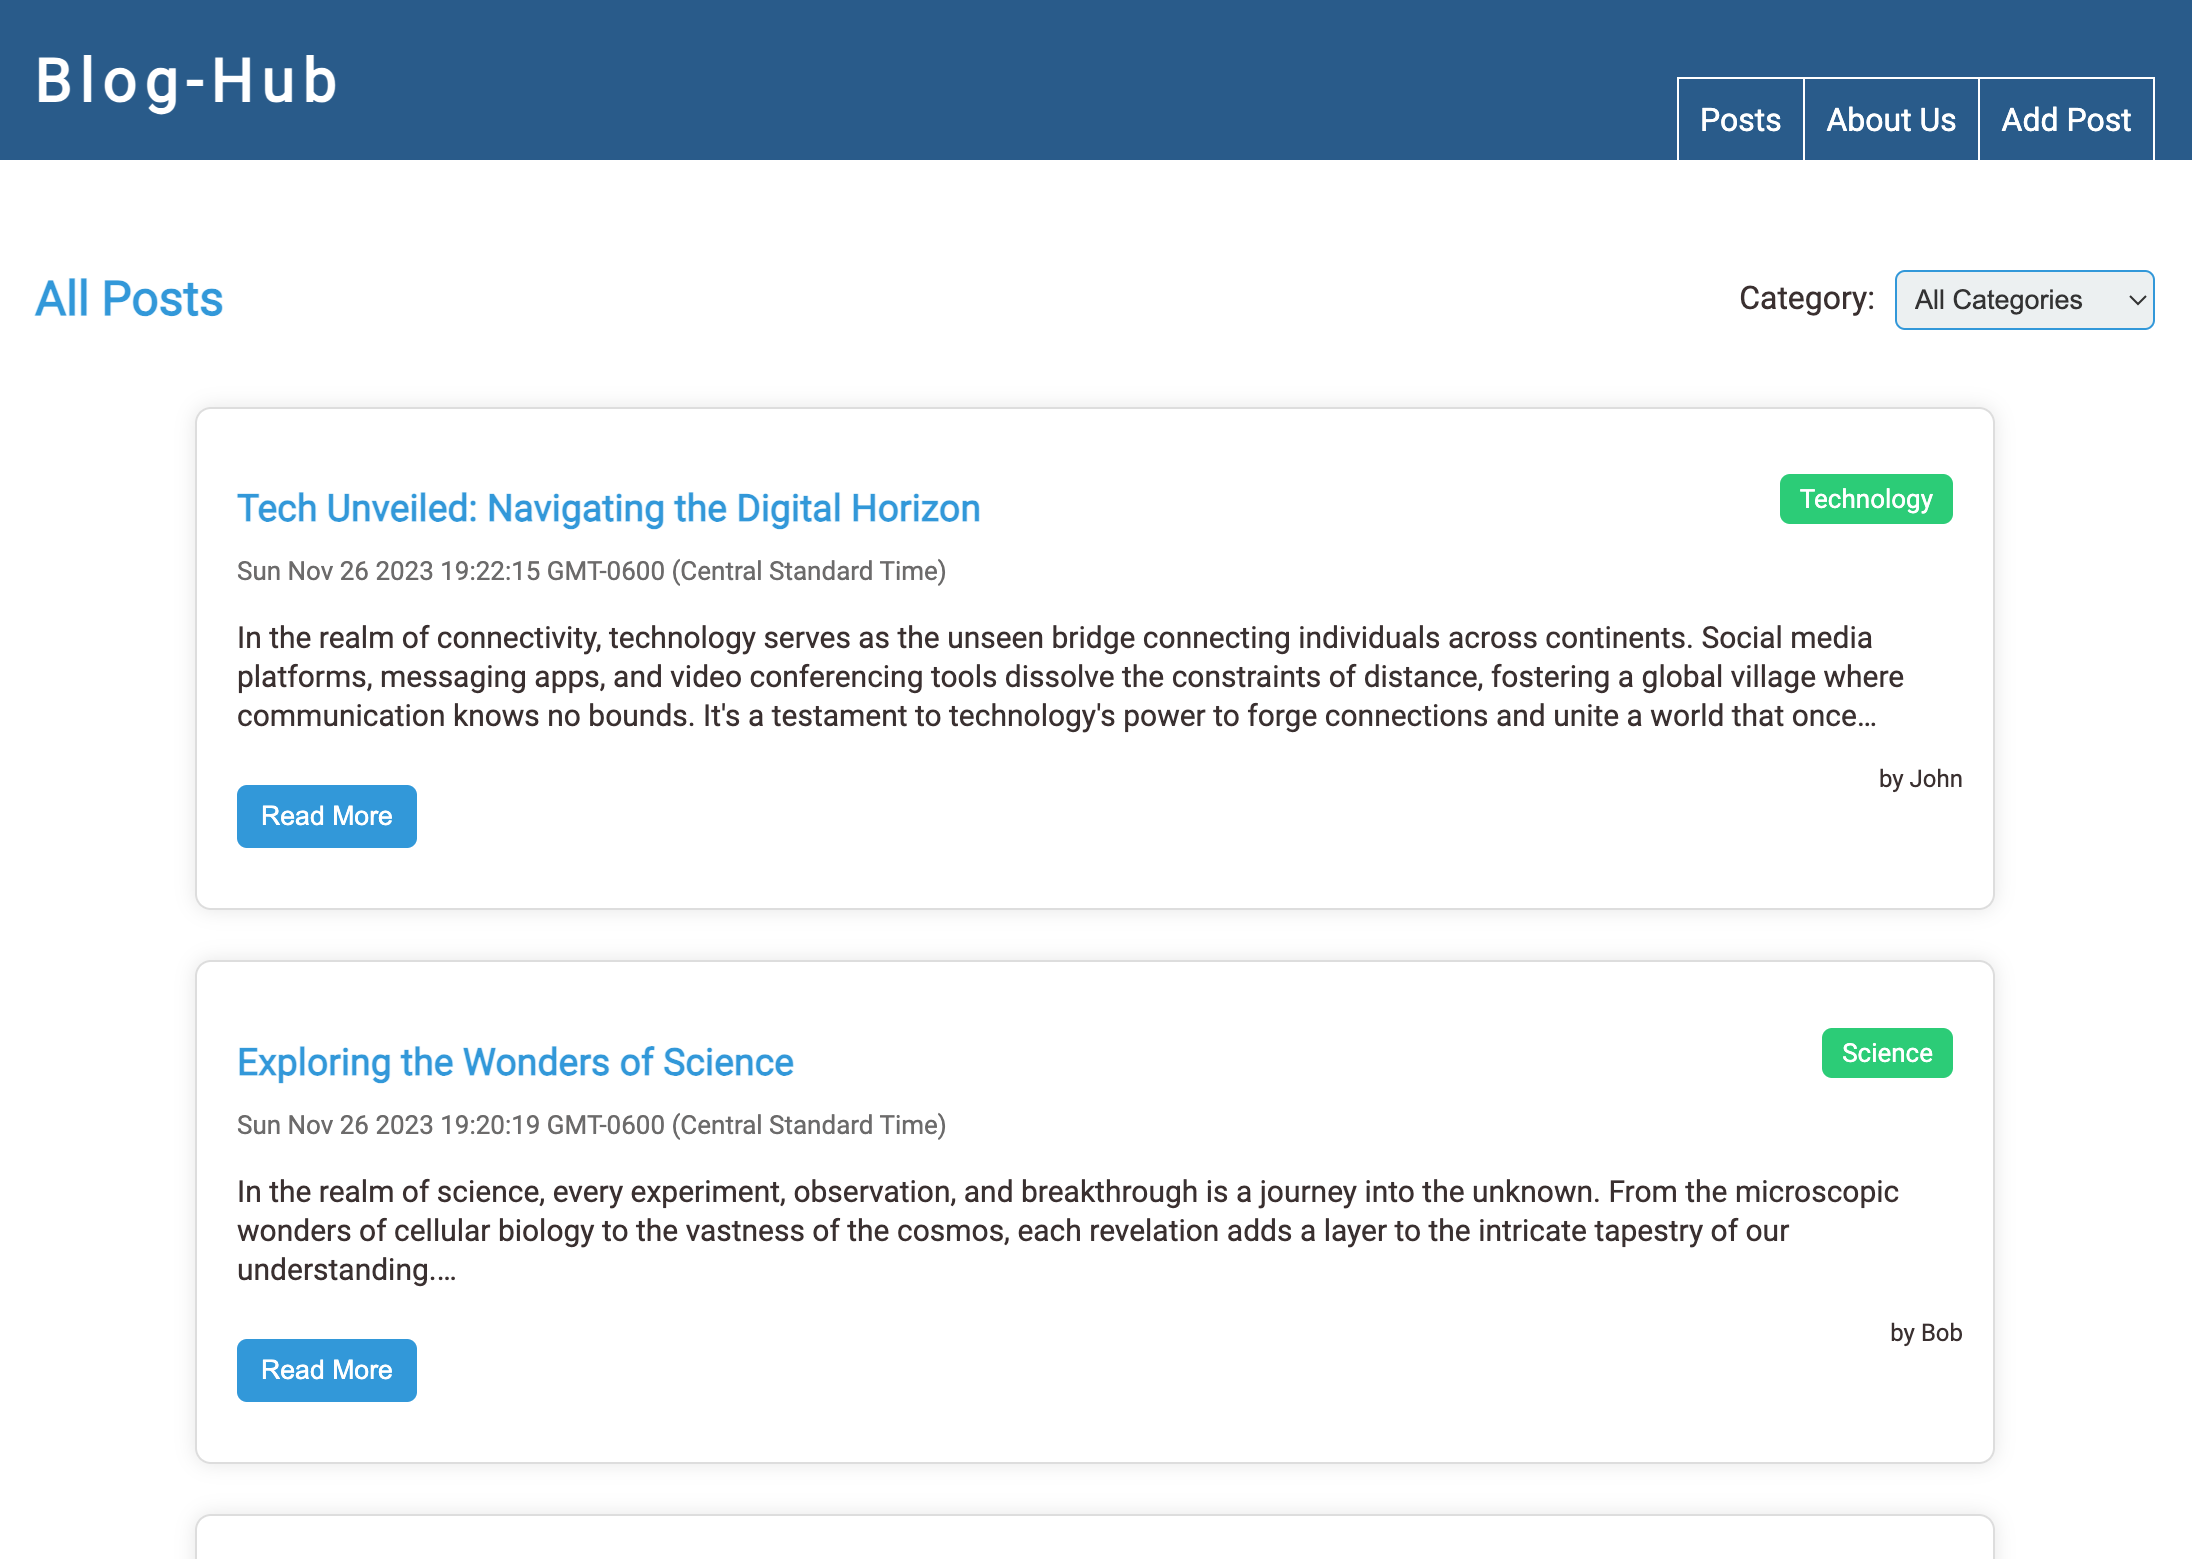 Blog-Hub
Posts
About Us
Add Post
All Posts
Category:
All Categories
Tech Unveiled: Navigating the Digital Horizon
Technology
Sun Nov 26 2023 19:22:15 GMT-0600 (Central Standard Time)
In the realm of connectivity, technology serves as the unseen bridge connecting individuals across continents. Social media
platforms, messaging apps, and video conferencing tools dissolve the constraints of distance, fostering a global village where
communication knows no bounds. It's a testament to technology's power to forge connections and unite a world that once…
by John
Read More
Exploring the Wonders of Science
Science
Sun Nov 26 2023 19:20:19 GMT-0600 (Central Standard Time)
In the realm of science, every experiment, observation, and breakthrough is a journey into the unknown. From the microscopic
wonders of cellular biology to the vastness of the cosmos, each revelation adds a layer to the intricate tapestry of our
understanding.…
by Bob
Read More